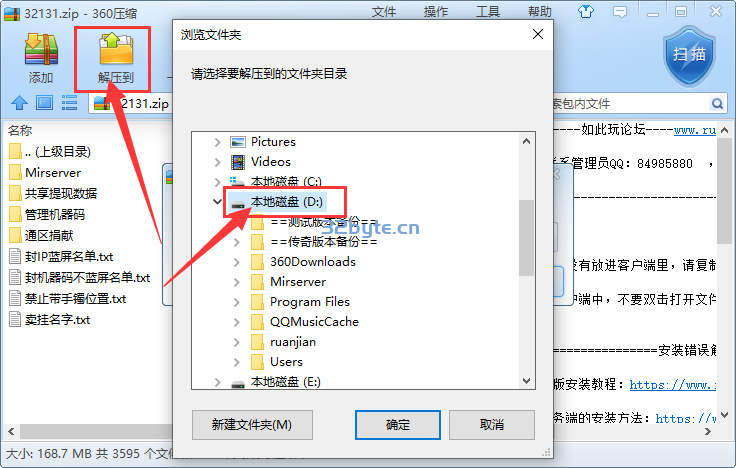 32131.zip - 360压缩
文件 操作 工具 帮助
添加
解压到
扫描
2131.zip
索包内文件
名称
.. (上级目录)
Mirserver
共享提现数据
管理机器码
通区捐献
封IP蓝屏名单.txt
封机器码不蓝屏名单.txt
禁止带手镯位置.txt
卖挂名字.txt
浏览文件夹
请选择要解压到的文件夹目录
Pictures
Videos
本地磁盘 (C:)
本地磁盘 (D:)
==测试版本备份==
32byte.cn
==传奇版本备份==
360Downloads
Mirserver
Program Files
QQMusicCache
ruanjian
Users
本地磁盘 (E:)
新建文件夹(M)
确定
取消
----如此玩论坛----www.ru
系管理员QQ: 84985880 ,
没有放进客户端里，请复制
户端中，不要双击打开文件
==============安装错误解
版安装教程：https://www.r
务端的安装方法：https://w
大小: 168.7 MB 共 3595 个文件